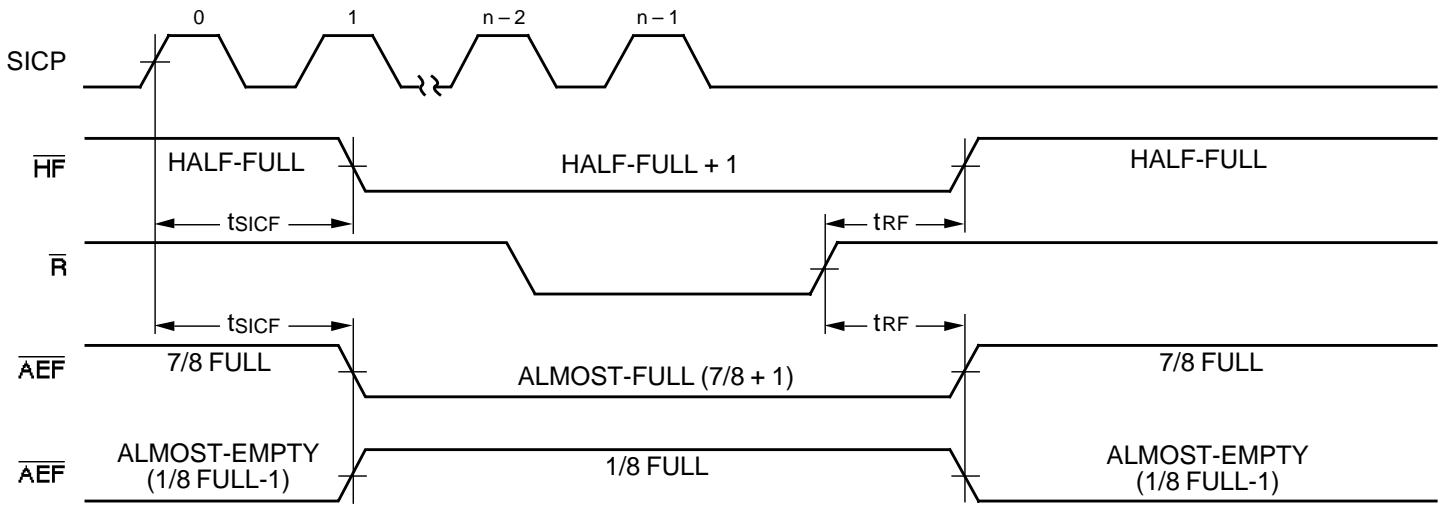 0 1 n – 2 n – 1
SICP
HF HALF-FULL HALF-FULL + 1 HALF-FULL
tSICF tRF
R
tSICF tRF
AEF 7/8 FULL ALMOST-FULL (7/8 + 1) 7/8 FULL
AEF ALMOST-EMPTY
(1/8 FULL-1) 1/8 FULL ALMOST-EMPTY
(1/8 FULL-1)